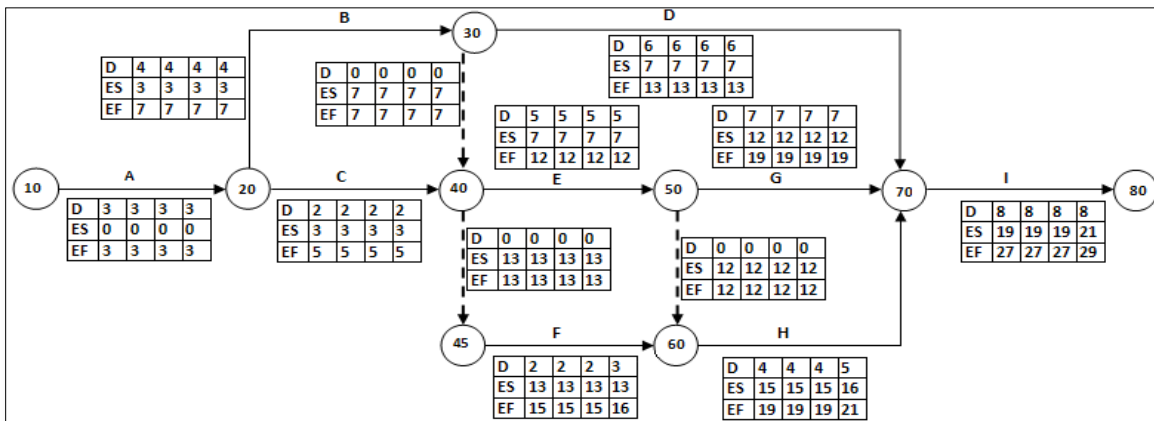 B
D
30
D 4 4 4 4
ES 3 3 3 3
EF 7 7 7 7
D 0 0 0 0
ES 7 7 7 7
EF 7 7 7 7
D 6 6 6 6
ES 7 7 7 7
EF 13 13 13 13
D 5 5 5 5
ES 7 7 7 7
EF 12 12 12 12
D 7 7 7 7
ES 12 12 12 12
EF 19 19 19 19
10
A
20
C
40
E
50
G
70
I
80
D 3 3 3 3
ES 0 0 0 0
EF 3 3 3 3
D 2 2 2 2
ES 3 3 3 3
EF 5 5 5 5
D 0 0 0 0
ES 13 13 13 13
EF 13 13 13 13
D 0 0 0 0
ES 12 12 12 12
EF 12 12 12 12
D 8 8 8 8
ES 19 19 19 21
EF 27 27 27 29
45
F
60
H
D 2 2 2 3
ES 13 13 13 13
EF 15 15 15 16
D 4 4 4 5
ES 15 15 15 16
EF 19 19 19 21